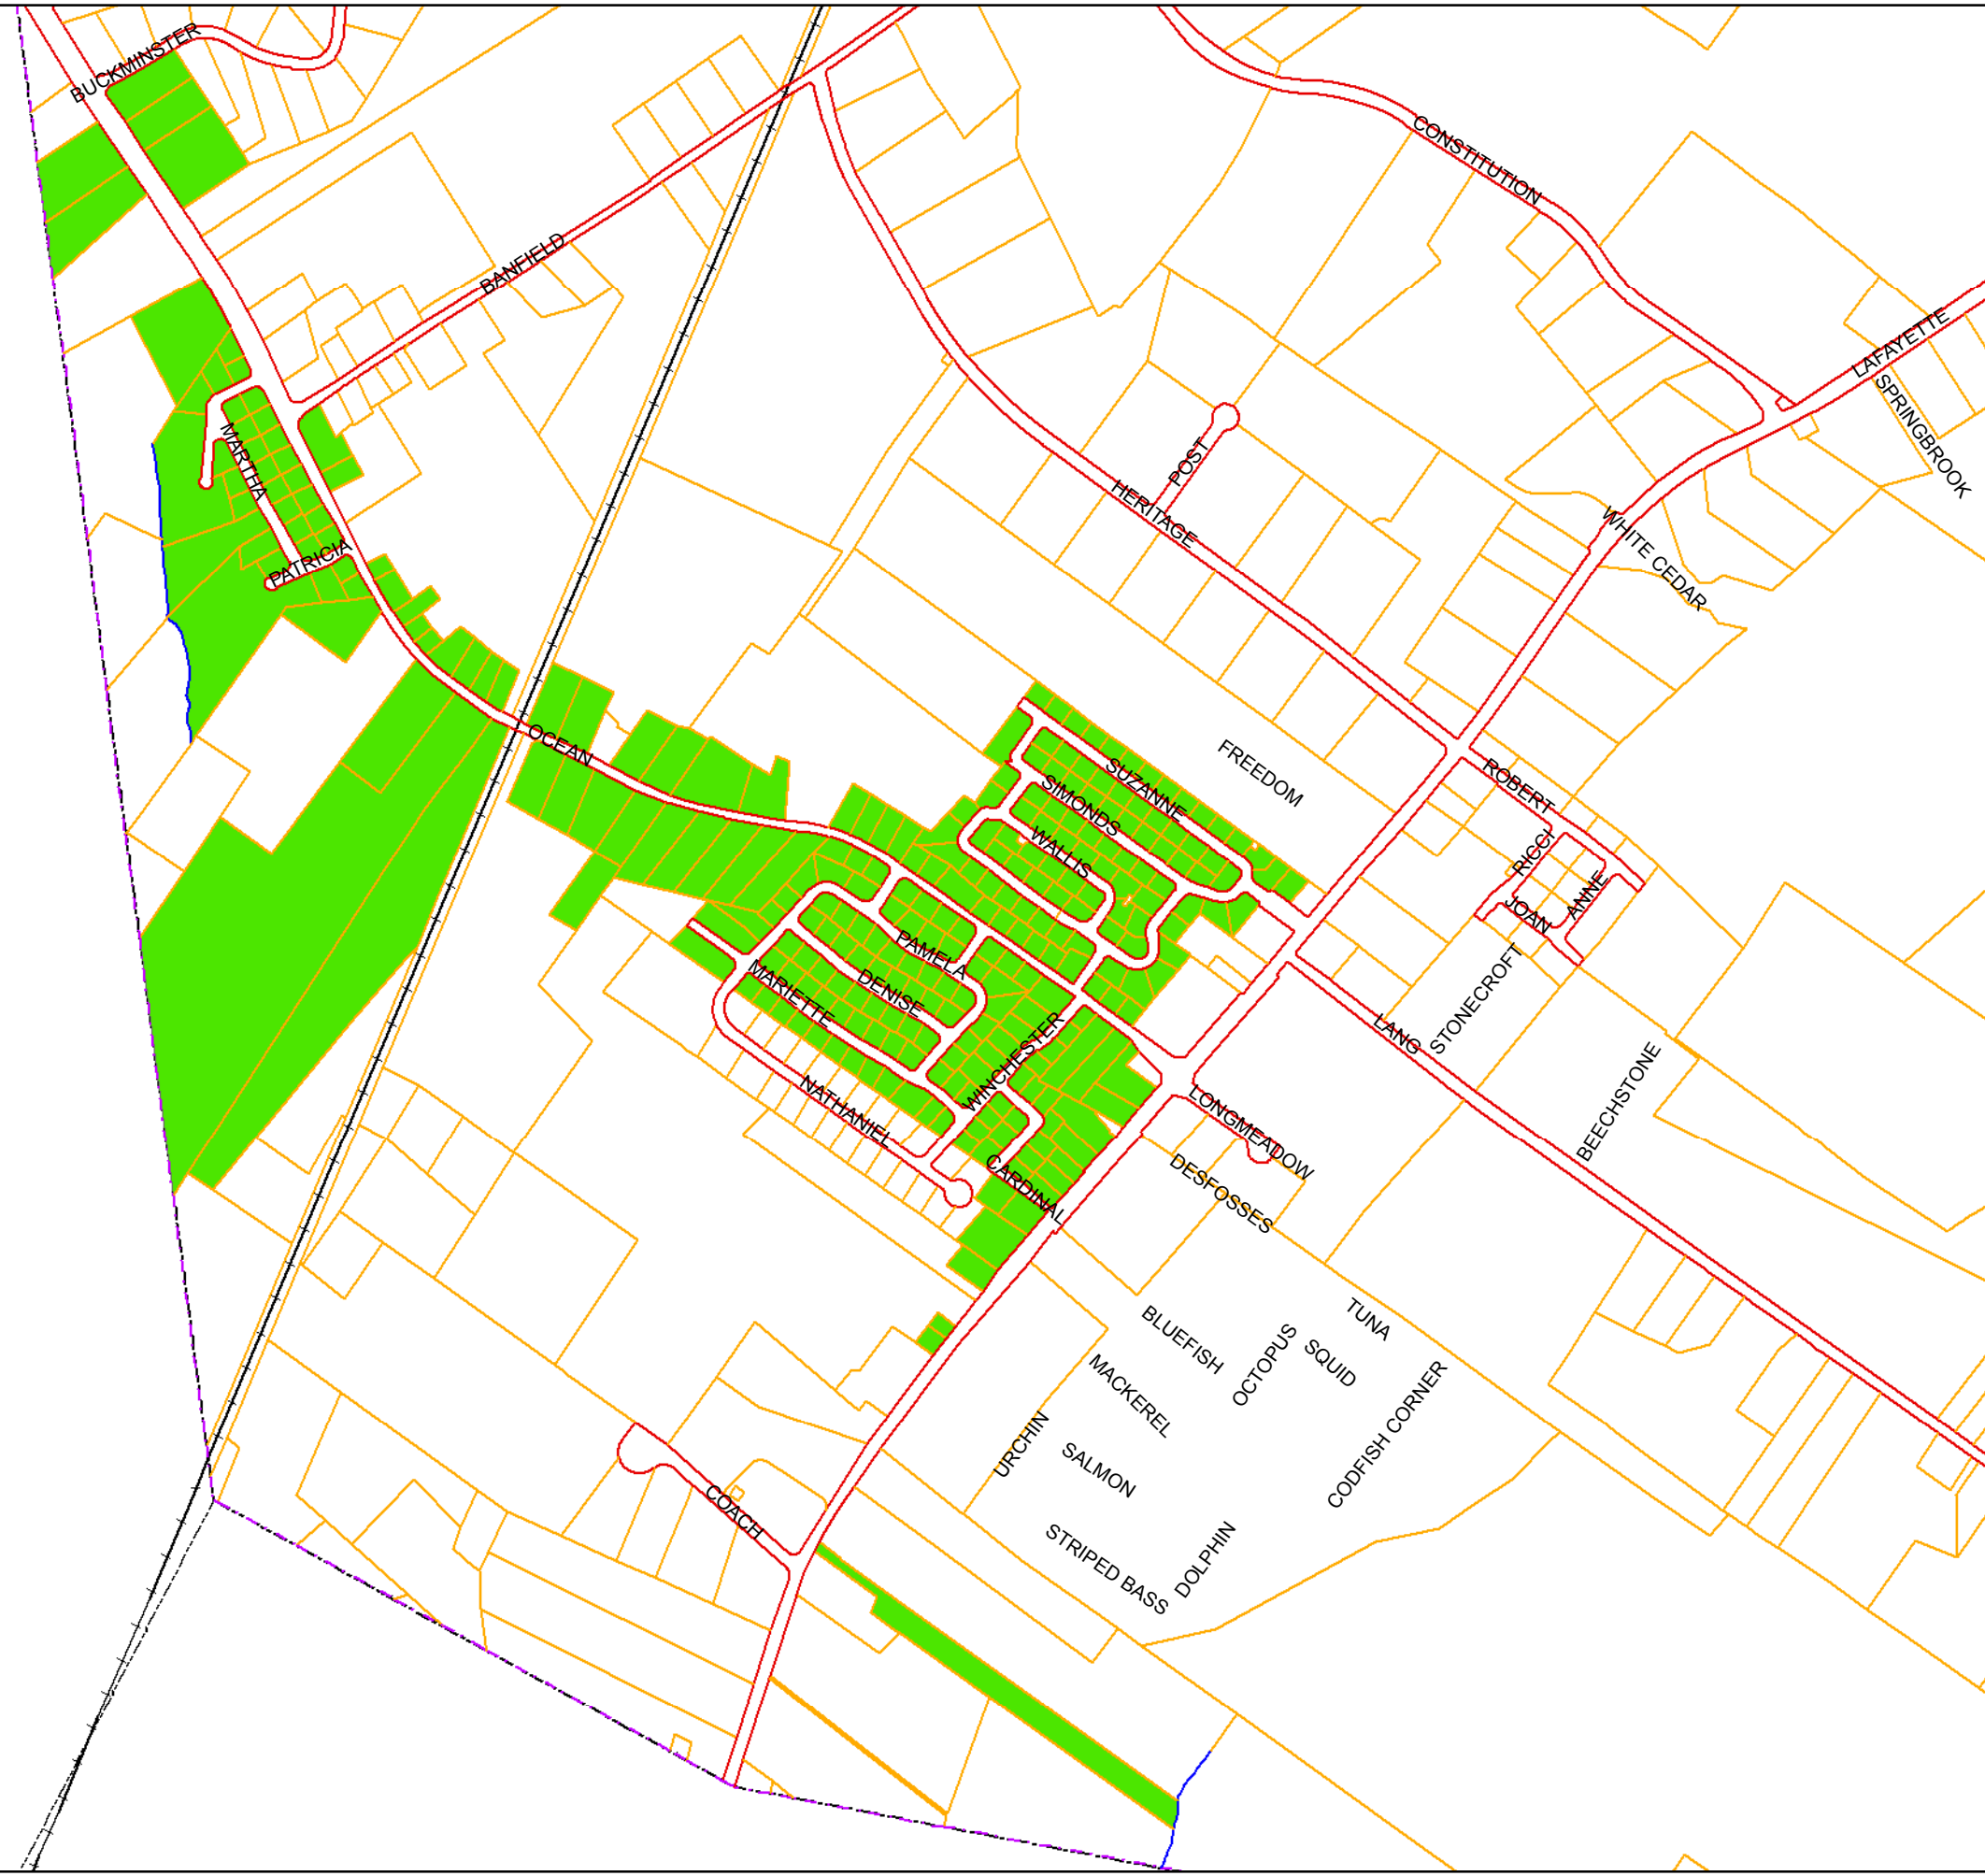 BUCKMINSTER
CONSTITUTION
BANFIELD
LAFAYETTE
SPRINGBROOK
MARTHA
POST
HERITAGE
WHITE CEDAR
PATRICIA
OCEAN
FREEDOM
SUZANNE
SIMONDS
WALLIS
ROBERT
RICCI
ANNE
JOAN
PAMELA
DENISE
MARIETTE
STONECROFT
LANG
WINCHESTER
NATHANIEL
BEECHSTONE
LONGMEADOW
DESFOSSES
CARDINAL
TUNA
BLUEFISH
OCTOPUS
SQUID
MACKEREL
CODFISH CORNER
URCHIN
SALMON
COACH
STRIPED BASS
DOLPHIN